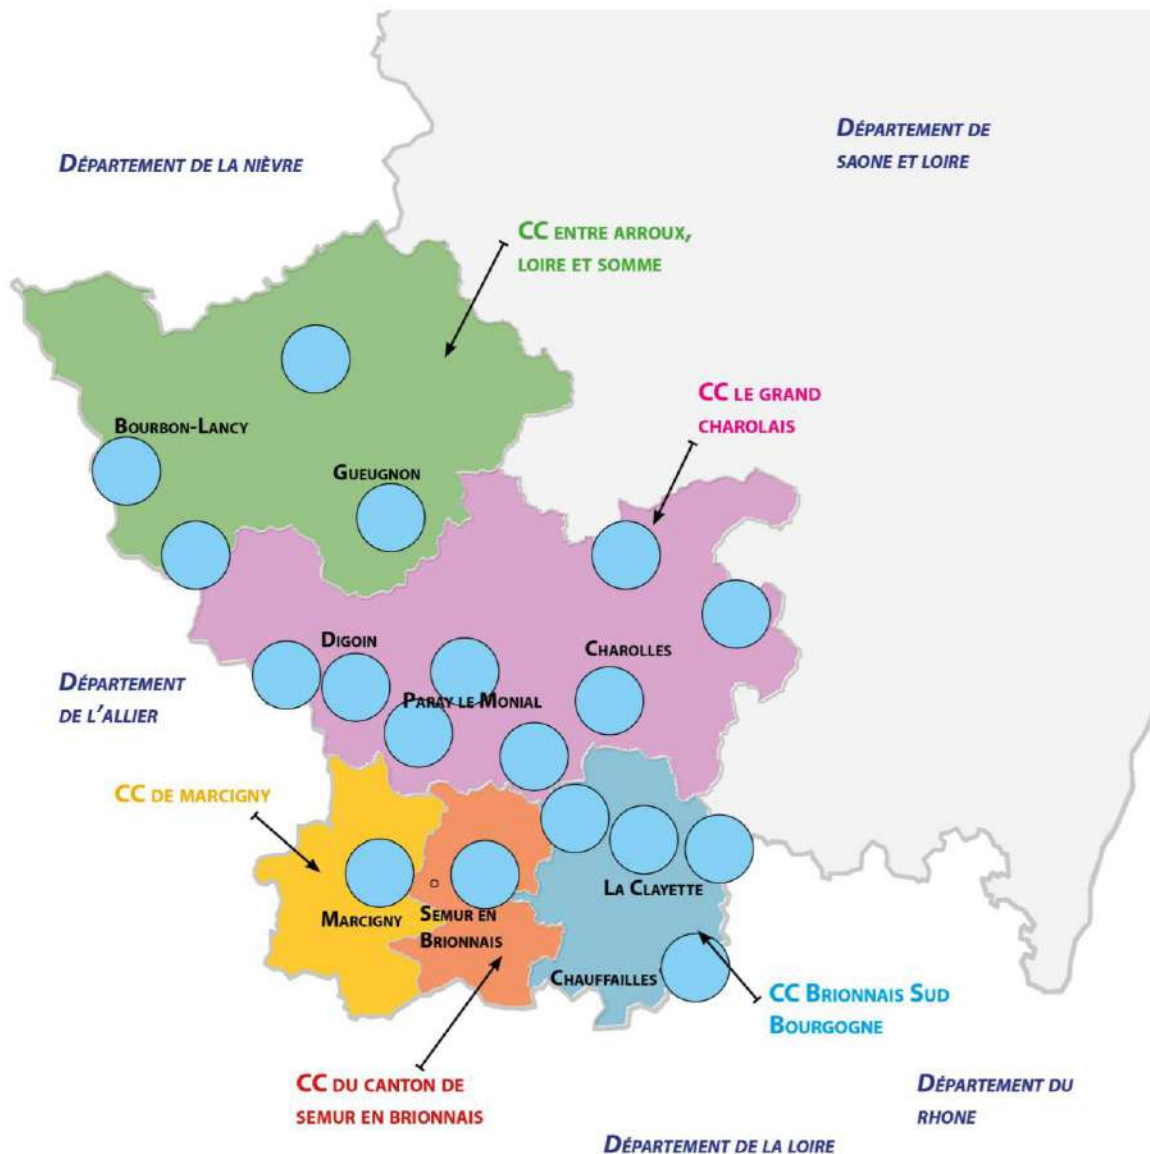 Département de
saone et loire
Département de la nièvre
CC entre arroux,
loire et somme
CC le grand
charolais
Bourbon-Lancy
Gueugnon
Digoin
Charolles
Département
de l'allier
Paray le Monial
CC de marcigny
La Clayette
Marcigny
Semur en
Brionnais
Chauffailles
CC Brionnais Sud
Bourgogne
CC du canton de
semur en brionnais
Département du
rhone
Département de la loire